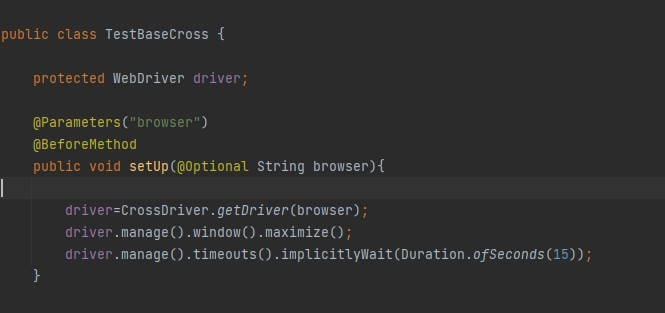 public class TestBaseCross {
protected WebDriver driver;
@Parameters("browser")
@BeforeMethod
public void setUp(@Optional String browser){
driver=CrossDriver.getDriver(browser);
driver.manage().window().maximize();
driver.manage().timeouts().implicitlyWait(Duration.ofSeconds(15));
}